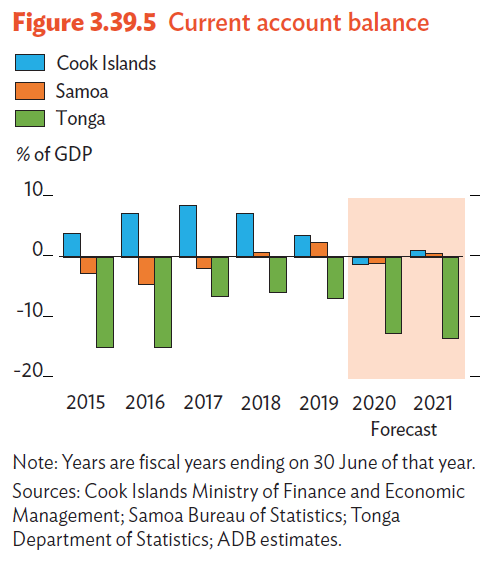 Figure 3.39.5 Current account balance
Cook Islands
Samoa
Tonga
% of GDP
10
0
-10
-20
2015 2016 2017 2018 2019 2020 2021
Forecast
Note: Years are fiscal years ending on 30 June of that year.
Sources: Cook Islands Ministry of Finance and Economic
Management; Samoa Bureau of Statistics; Tonga
Department of Statistics; ADB estimates.